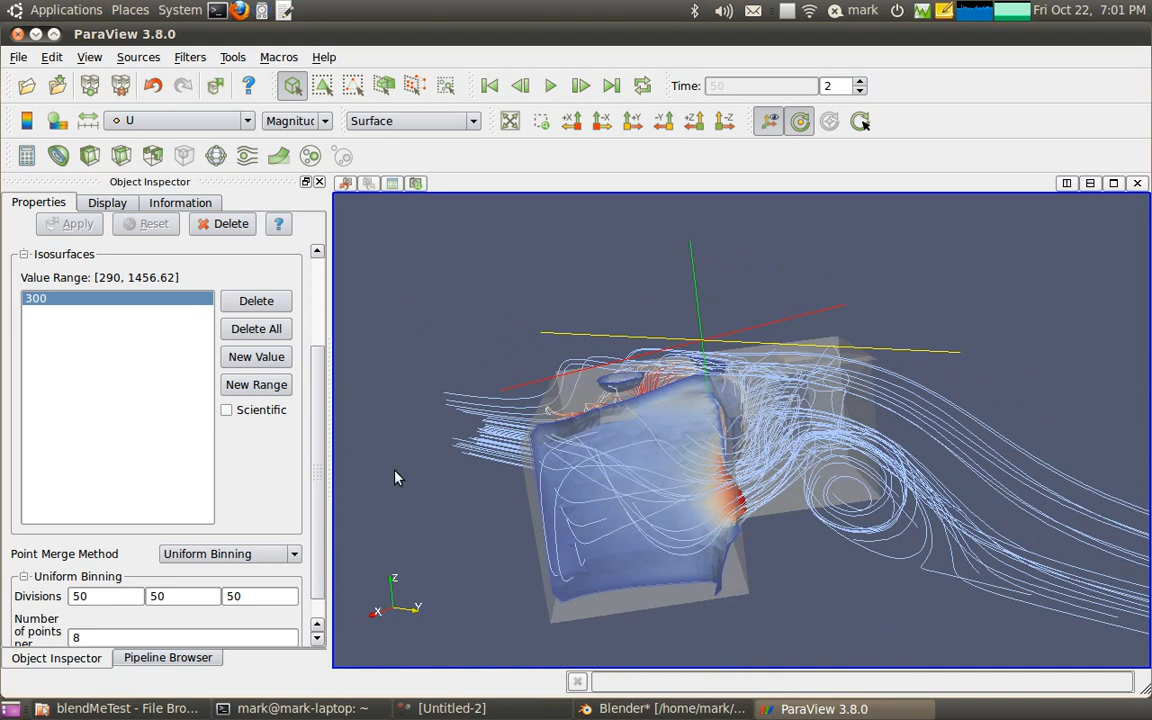 Applications Places System mark Fri Oct 22, 7:01 PM
ParaView 3.8.0
File Edit View Sources Filters Tools Macros Help
Time: 50 2
U Magnituc Surface
+X -X +Y -Y +Z -Z
Object Inspector
Properties Display Information
Apply Reset Delete ?
Isosurfaces
Value Range: [290, 1456.62]
300
Delete
Delete All
New Value
New Range
Scientific
Point Merge Method Uniform Binning
Uniform Binning
Divisions 50 50 50
Number
of points
per
8
Z
X
Y
Object Inspector Pipeline Browser
blendMeTest - File Bro... mark@mark-laptop: ~ [Untitled-2] Blender* [/home/mark/... ParaView 3.8.0